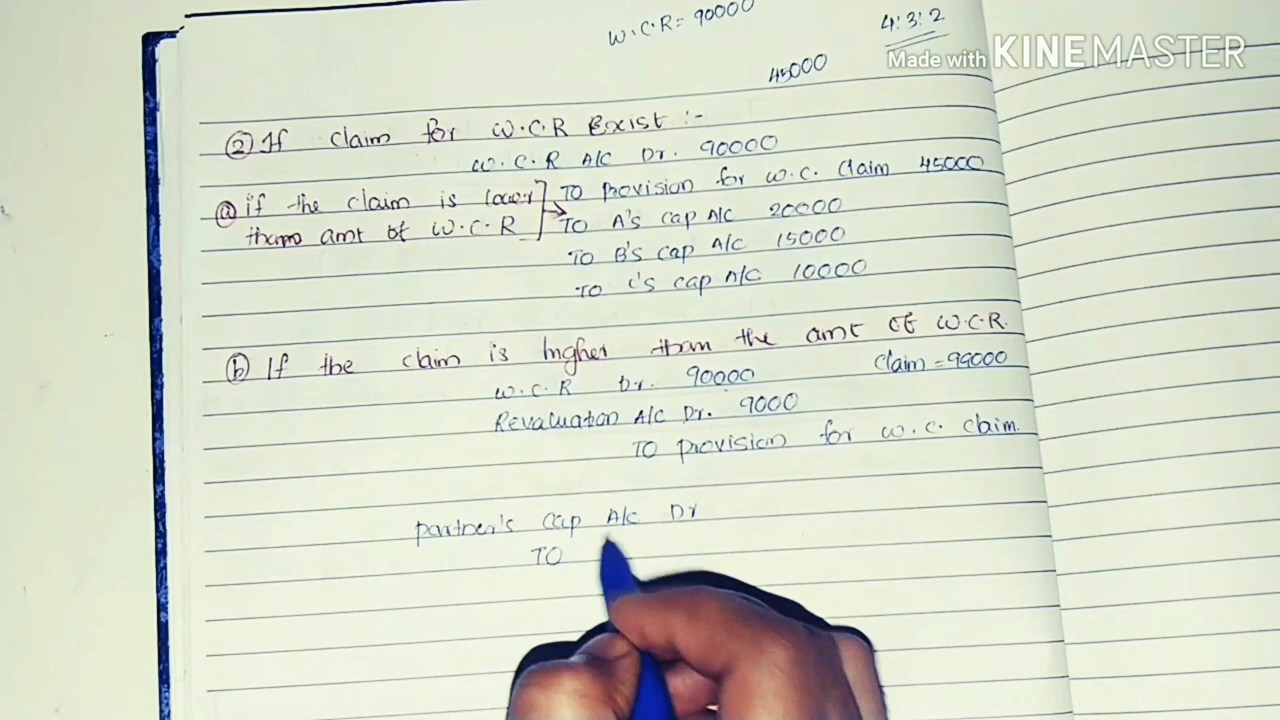 W.C.R = 90000
4:3:2
Made with KINEMASTER
45000
② If claim for W.C.R Exist :-
W.C.R A/C Dr. 90000
ⓐ if the claim is lower
than amt of W.C.R
TO provision for W.C. claim 45000
TO A's cap A/C 20000
TO B's cap A/C 15000
TO C's cap A/C 10000
ⓑ If the claim is higher than the amt of W.C.R.
Claim = 99000
W.C.R Dr. 90000
Revaluation A/C Dr. 9000
TO provision for W.C. claim.
partner's cap A/C Dr
TO